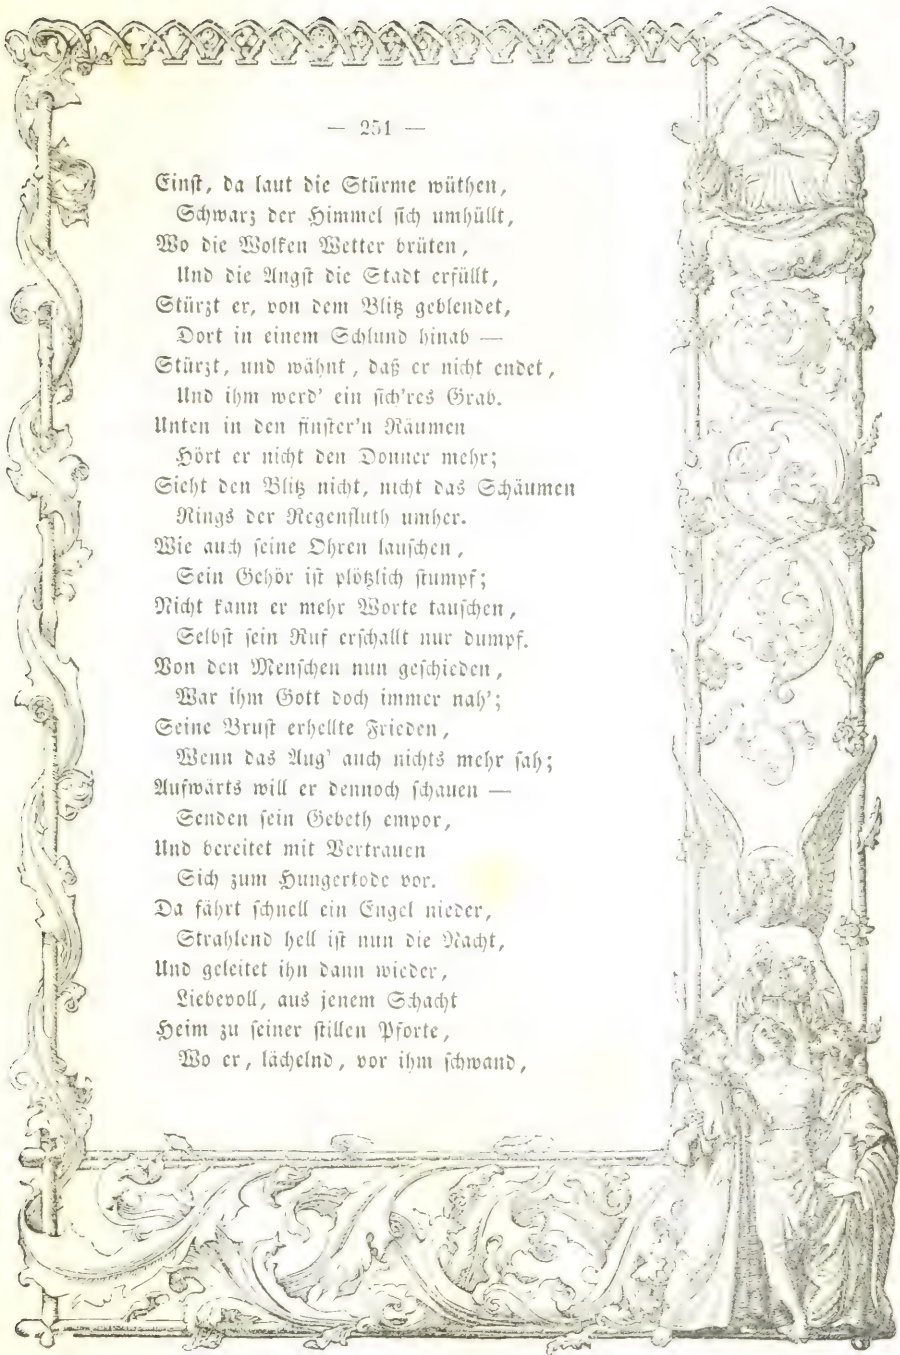 — 251 —
Einſt, da laut die Stürme wüthen,
Schwarz der Himmel ſich umhüllt,
Wo die Wolken Wetter brüten,
Und die Angſt die Stadt erfüllt,
Stürzt er, von dem Blitz geblendet,
Dort in einem Schlund hinab —
Stürzt, und wähnt, daß er nicht endet,
Und ihm werd' ein ſich'res Grab.
Unten in den finſter'n Räumen
Hört er nicht den Donner mehr;
Sieht den Blitz nicht, nicht das Schäumen
Rings der Regenfluth umher.
Wie auch ſeine Ohren lauſchen,
Sein Gehör iſt plötzlich ſtumpf;
Nicht kann er mehr Worte tauſchen,
Selbſt ſein Ruf erſchallt nur dumpf.
Von den Menſchen nun geſchieden,
War ihm Gott doch immer nah';
Seine Bruſt erhellte Frieden,
Wenn das Aug' auch nichts mehr ſah;
Aufwärts will er dennoch ſchauen —
Senden ſein Gebeth empor,
Und bereitet mit Vertrauen
Sich zum Hungertode vor.
Da fährt ſchnell ein Engel nieder,
Strahlend hell iſt nun die Nacht,
Und geleitet ihn dann wieder,
Liebevoll, aus jenem Schacht
Heim zu ſeiner ſtillen Pforte,
Wo er, lächelnd, vor ihm ſchwand,